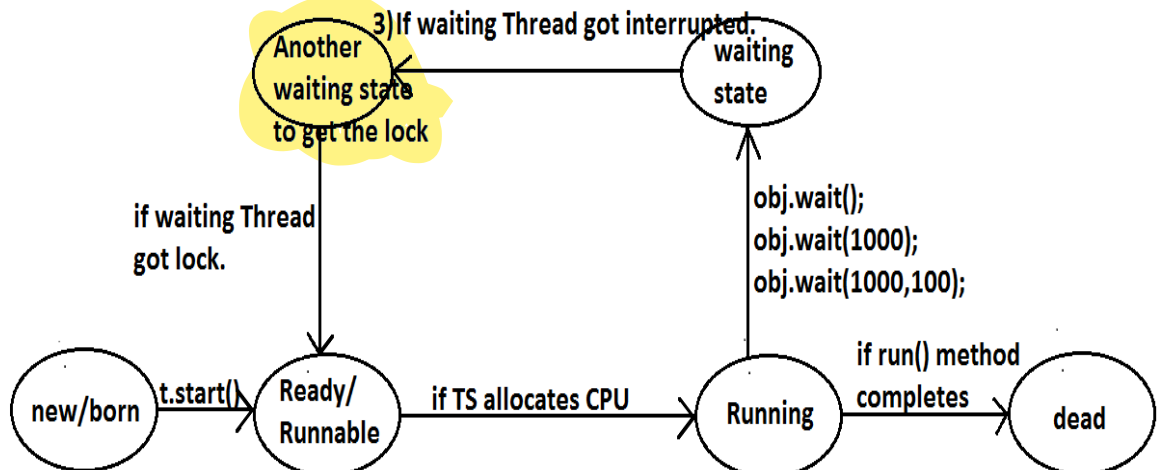 3)If waiting Thread got interrupted.
Another
waiting state
to get the lock
waiting
state
if waiting Thread
got lock.
obj.wait();
obj.wait(1000);
obj.wait(1000,100);
new/born
t.start()
Ready/
Runnable
if TS allocates CPU
Running
if run() method
completes
dead